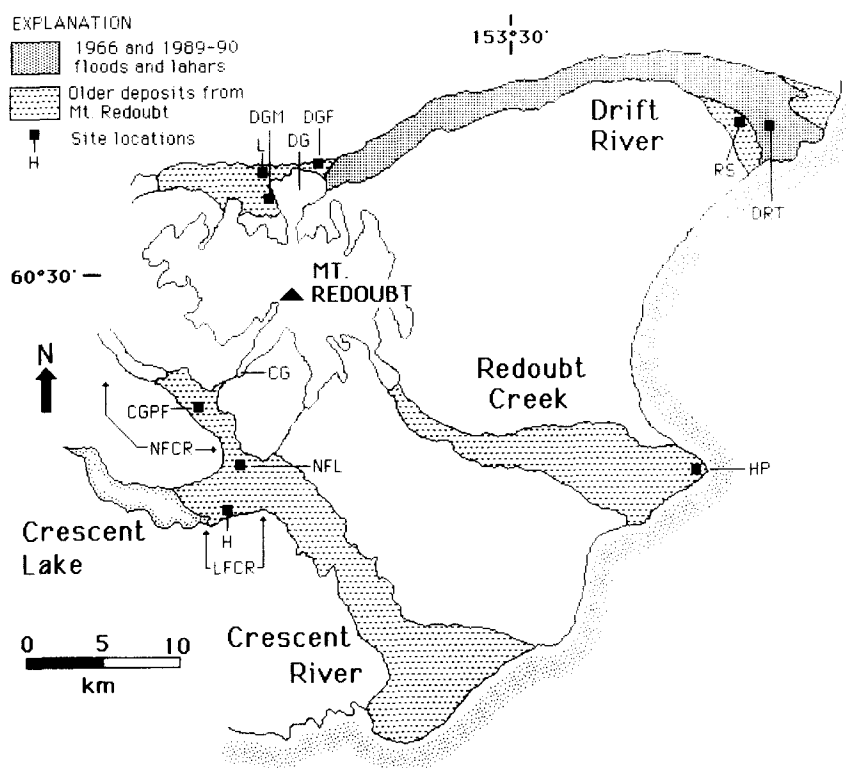 EXPLANATION
1966 and 1989-90
floods and lahars
Older deposits from
Mt. Redoubt
Site locations
H
153°30'
DGM DGF
L DG
Drift
River
RS
DRT
60°30'
MT.
REDOUBT
N
CG
Redoubt
Creek
CGPF
NFCR
NFL
HP
Crescent
Lake
H
LFCR
0 5 10
km
Crescent
River